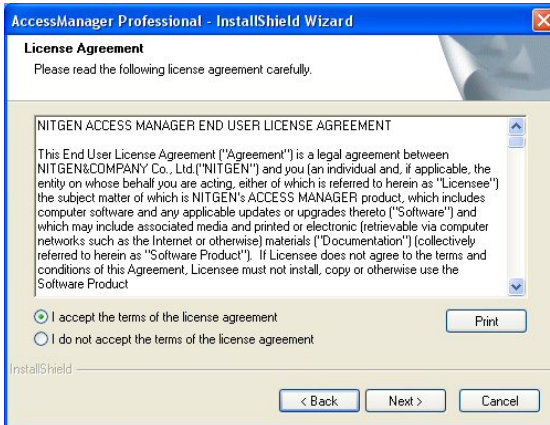 AccessManager Professional - InstallShield Wizard
License Agreement
Please read the following license agreement carefully.
NITGEN ACCESS MANAGER END USER LICENSE AGREEMENT
This End User License Agreement ("Agreement") is a legal agreement between
NITGEN&COMPANY Co., Ltd.("NITGEN") and you (an individual and, if applicable, the
entity on whose behalf you are acting, either of which is referred to herein as "Licensee")
the subject matter of which is NITGEN's ACCESS MANAGER product, which includes
computer software and any applicable updates or upgrades thereto ("Software") and
which may include associated media and printed or electronic (retrievable via computer
networks such as the Internet or otherwise) materials ("Documentation") (collectively
referred to herein as "Software Product"). If Licensee does not agree to the terms and
conditions of this Agreement, Licensee must not install, copy or otherwise use the
Software Product
I accept the terms of the license agreement
Print
I do not accept the terms of the license agreement
InstallShield
< Back
Next >
Cancel